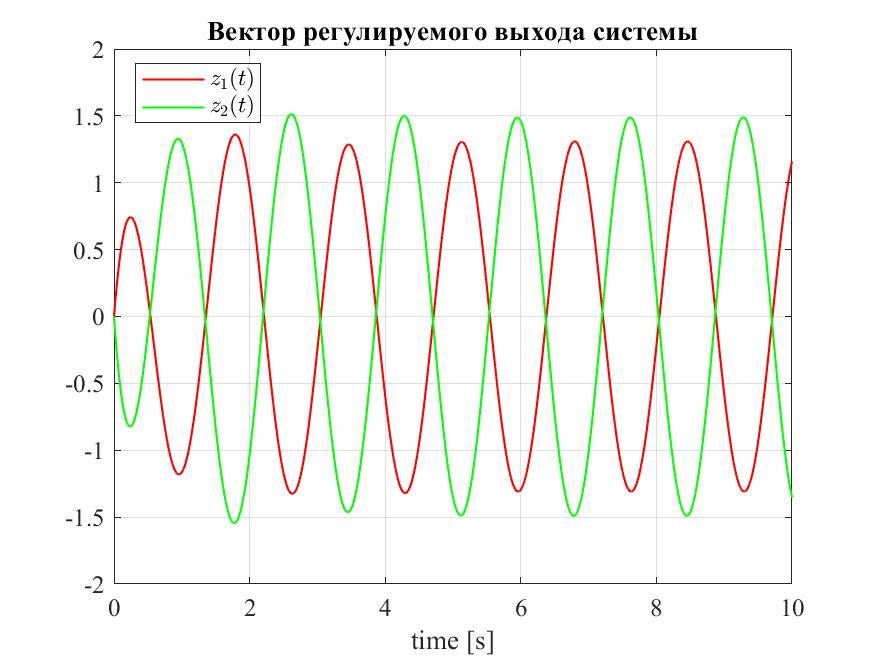 Вектор регулируемого выхода системы
z₁(t)
z₂(t)
2
1.5
1
0.5
0
-0.5
-1
-1.5
-2
0 2 4 6 8 10
time [s]